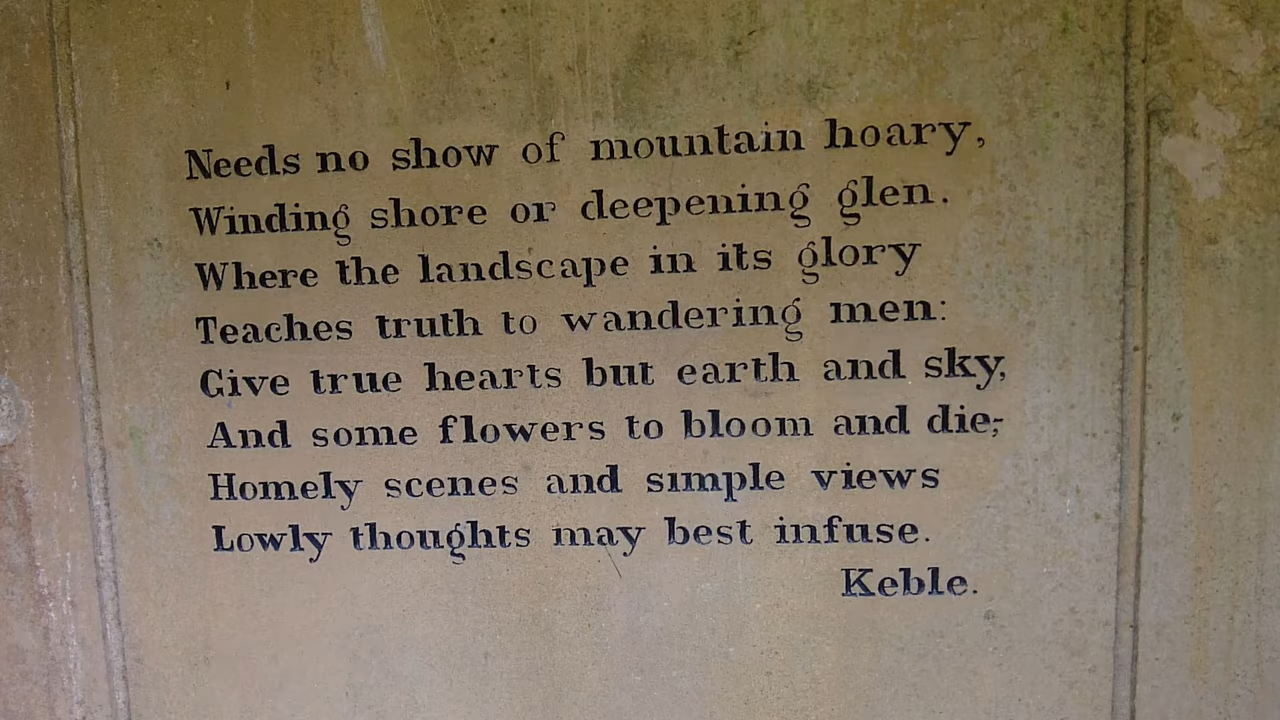 Needs no show of mountain hoary,
Winding shore or deepening glen.
Where the landscape in its glory
Teaches truth to wandering men:
Give true hearts but earth and sky,
And some flowers to bloom and die;
Homely scenes and simple views
Lowly thoughts may best infuse.
Keble.